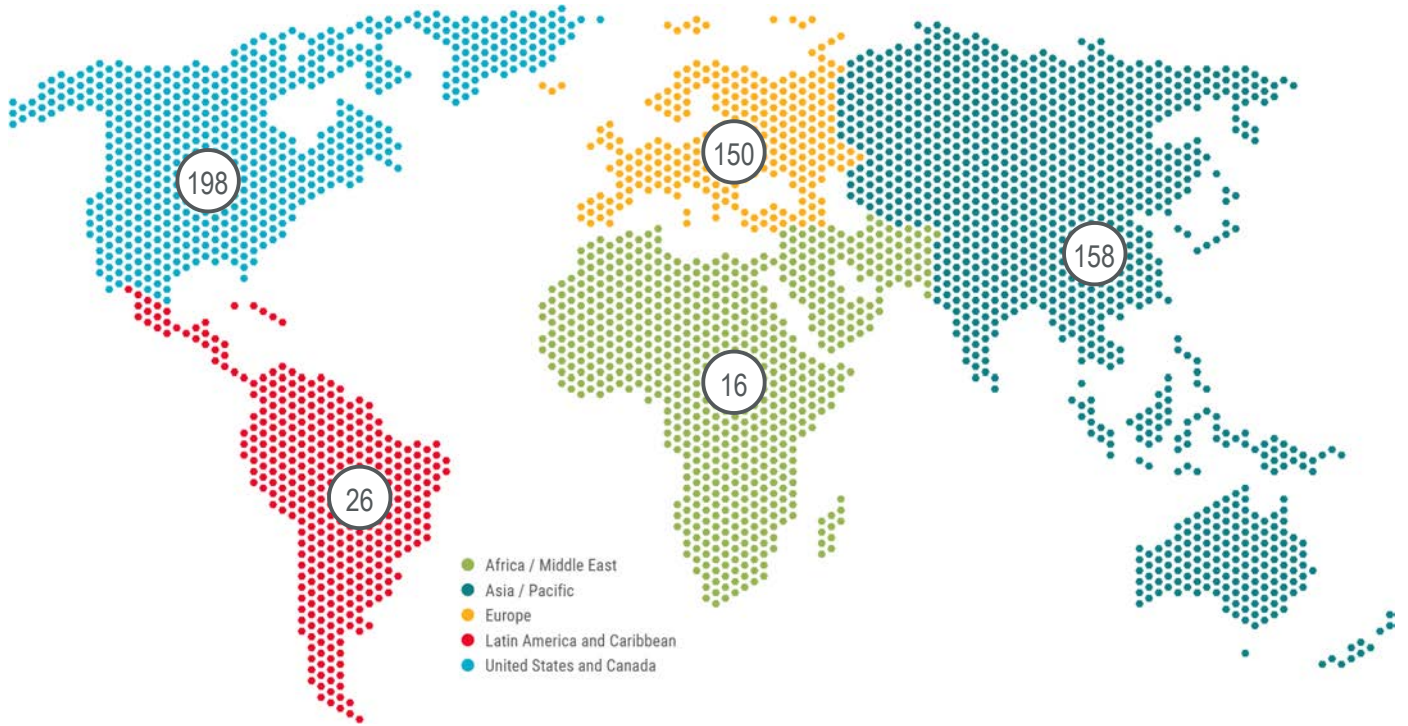 150
198
158
16
26
Africa / Middle East
Asia / Pacific
Europe
Latin America and Caribbean
United States and Canada